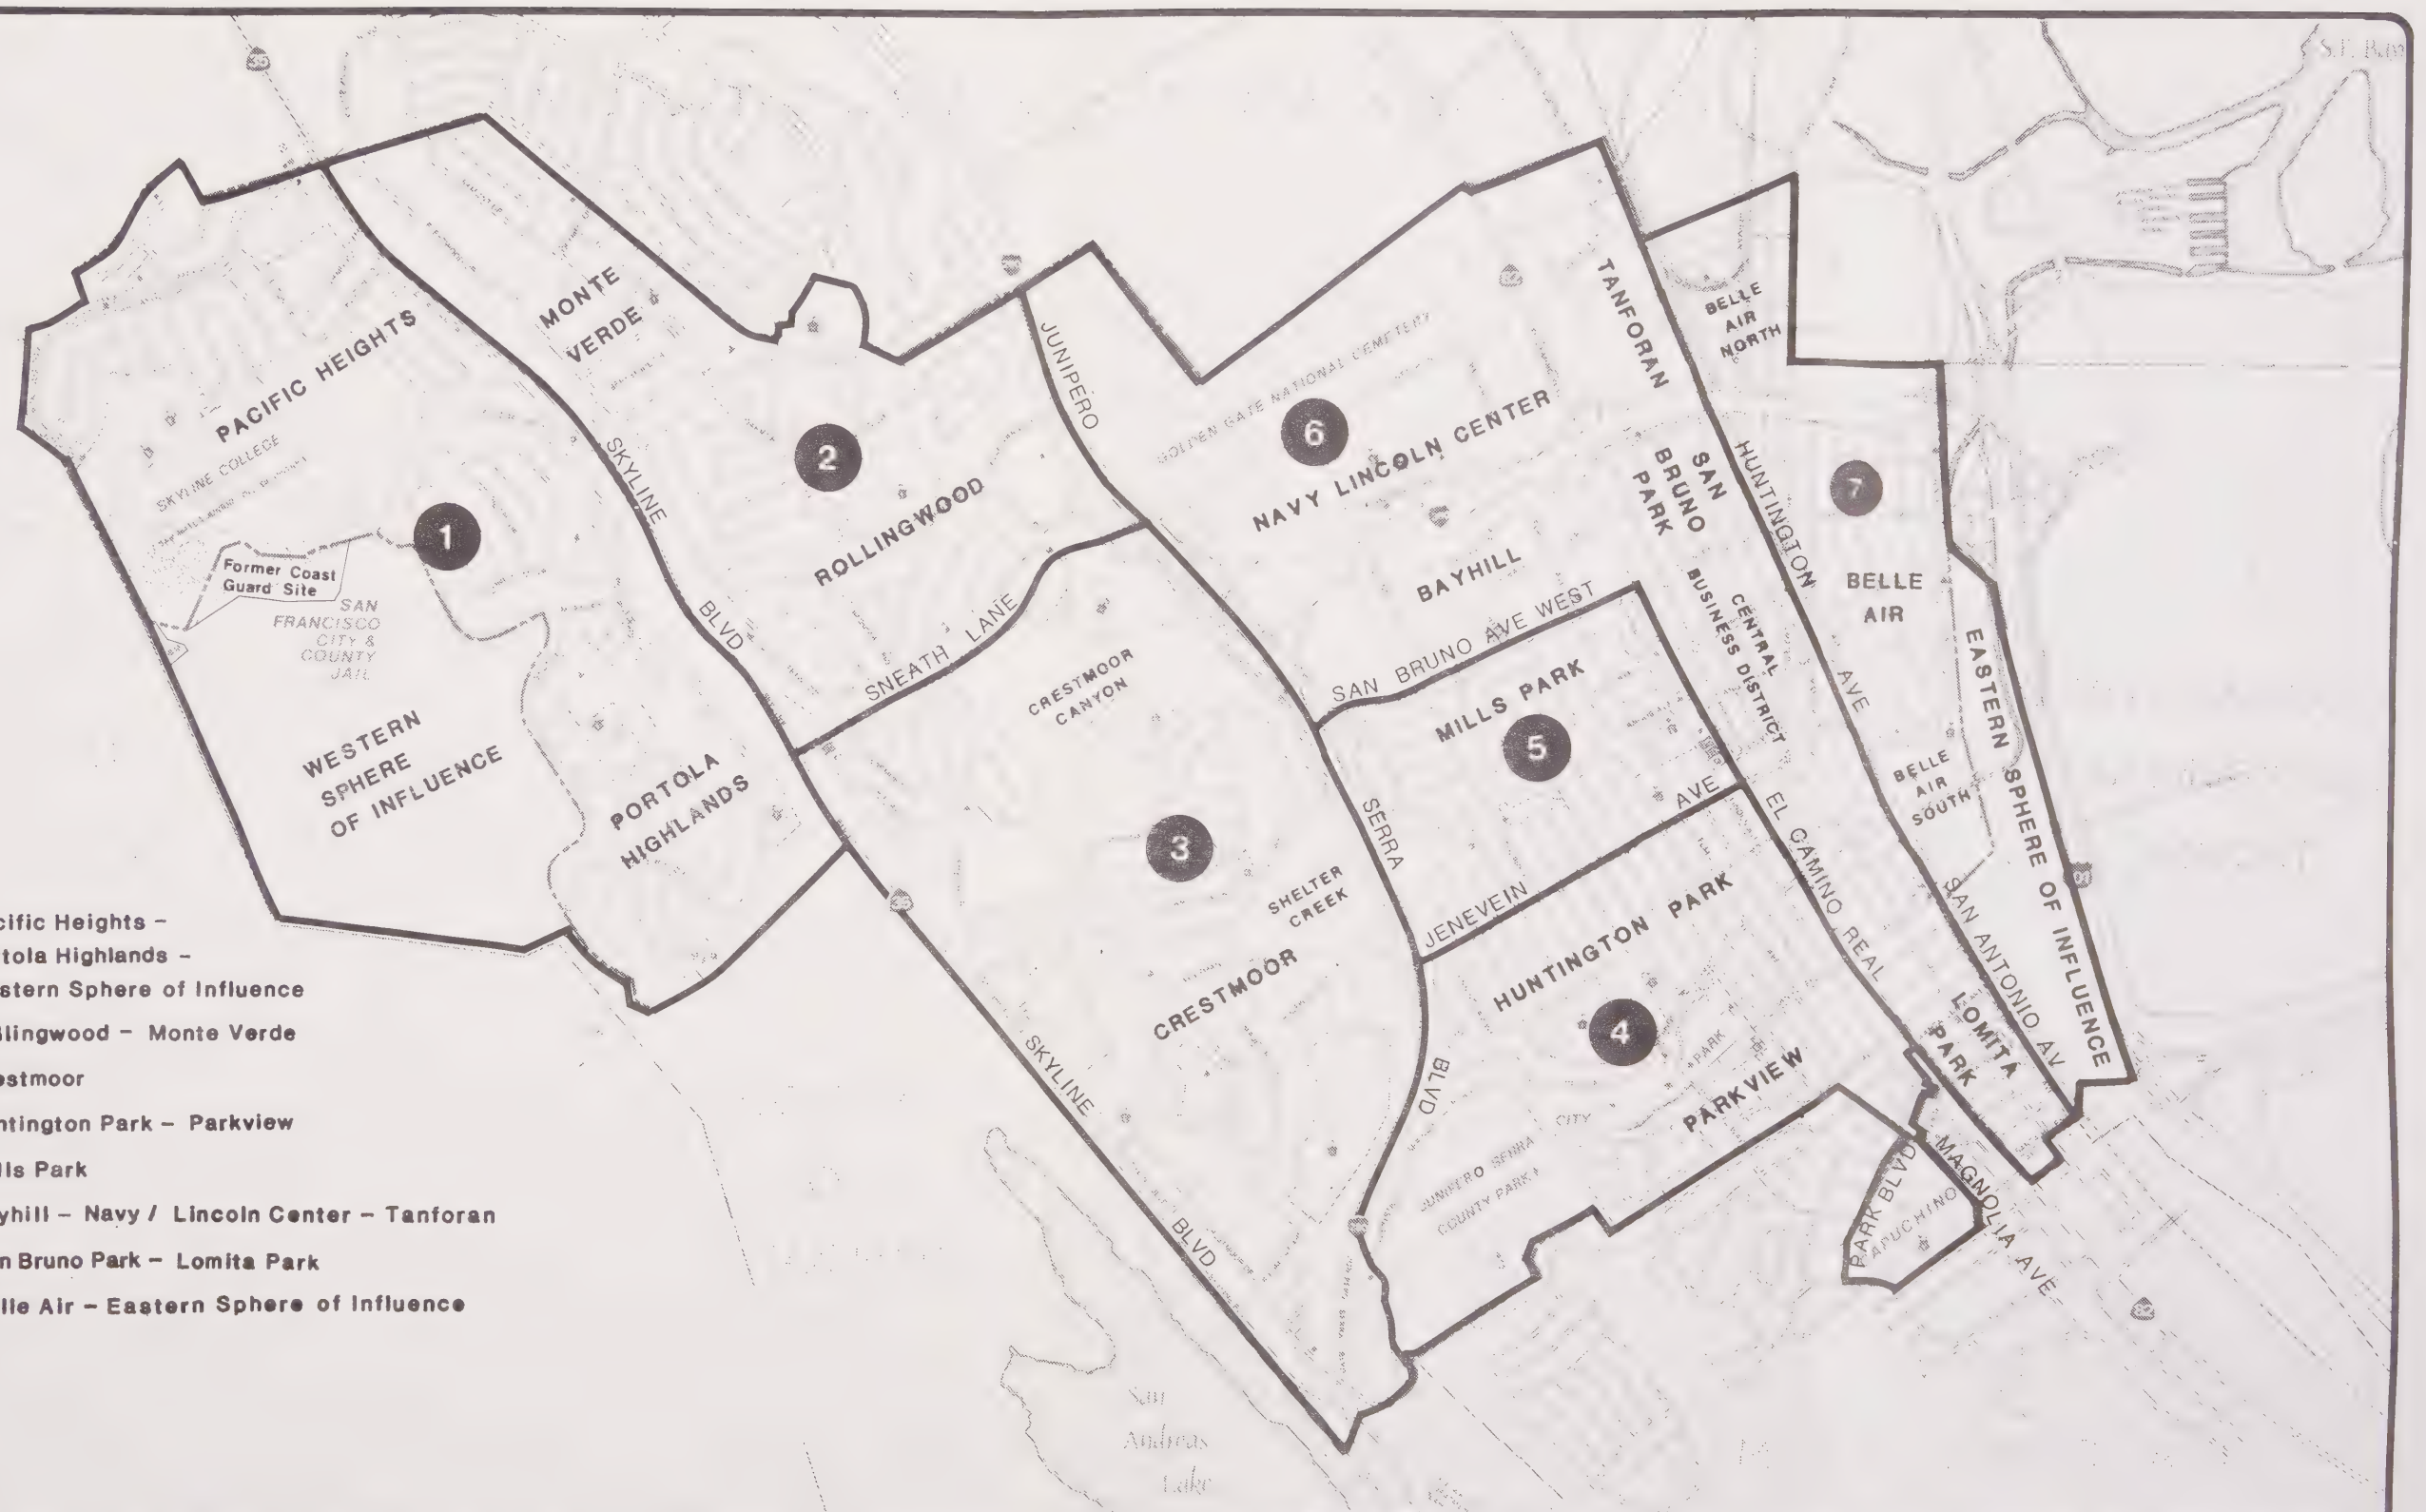 S.F. Bay
35
MONTE
VERDE
PACIFIC HEIGHTS
SKYLINE COLLEGE
1
Former Coast
Guard Site
SAN
FRANCISCO
CITY &
COUNTY
JAIL
WESTERN
SPHERE
OF INFLUENCE
PORTOLA
HIGHLANDS
SKYLINE
BLVD
2
ROLLINGWOOD
SNEATH LANE
JUNIPERO
GOLDEN GATE NATIONAL CEMETERY
82
6
NAVY LINCOLN CENTER
BAYHILL
SAN BRUNO AVE WEST
TANFORAN
SAN
BRUNO
PARK
CENTRAL
BUSINESS DISTRICT
BELLE
AIR
NORTH
HUNTINGTON
AVE
7
BELLE
AIR
BELLE
AIR
SOUTH
EASTERN SPHERE OF INFLUENCE
CRESTMOOR
CANYON
3
SHELTER
CREEK
CRESTMOOR
35
SKYLINE
BLVD
MILLS PARK
5
SERRA
BLVD
JENEVEIN
AVE
HUNTINGTON PARK
4
PARKVIEW
CITY
PARK
JUNIPERO SERRA
COUNTY PARK
EL CAMINO REAL
SAN ANTONIO AV
LOMITA
PARK
PARK BLVD
MAGNOLIA AVE
82
San
Andreas
Lake
cific Heights –
tola Highlands –
stern Sphere of Influence
llingwood – Monte Verde
estmoor
ntington Park – Parkview
lls Park
yhill – Navy / Lincoln Center – Tanforan
n Bruno Park – Lomita Park
lle Air – Eastern Sphere of Influence